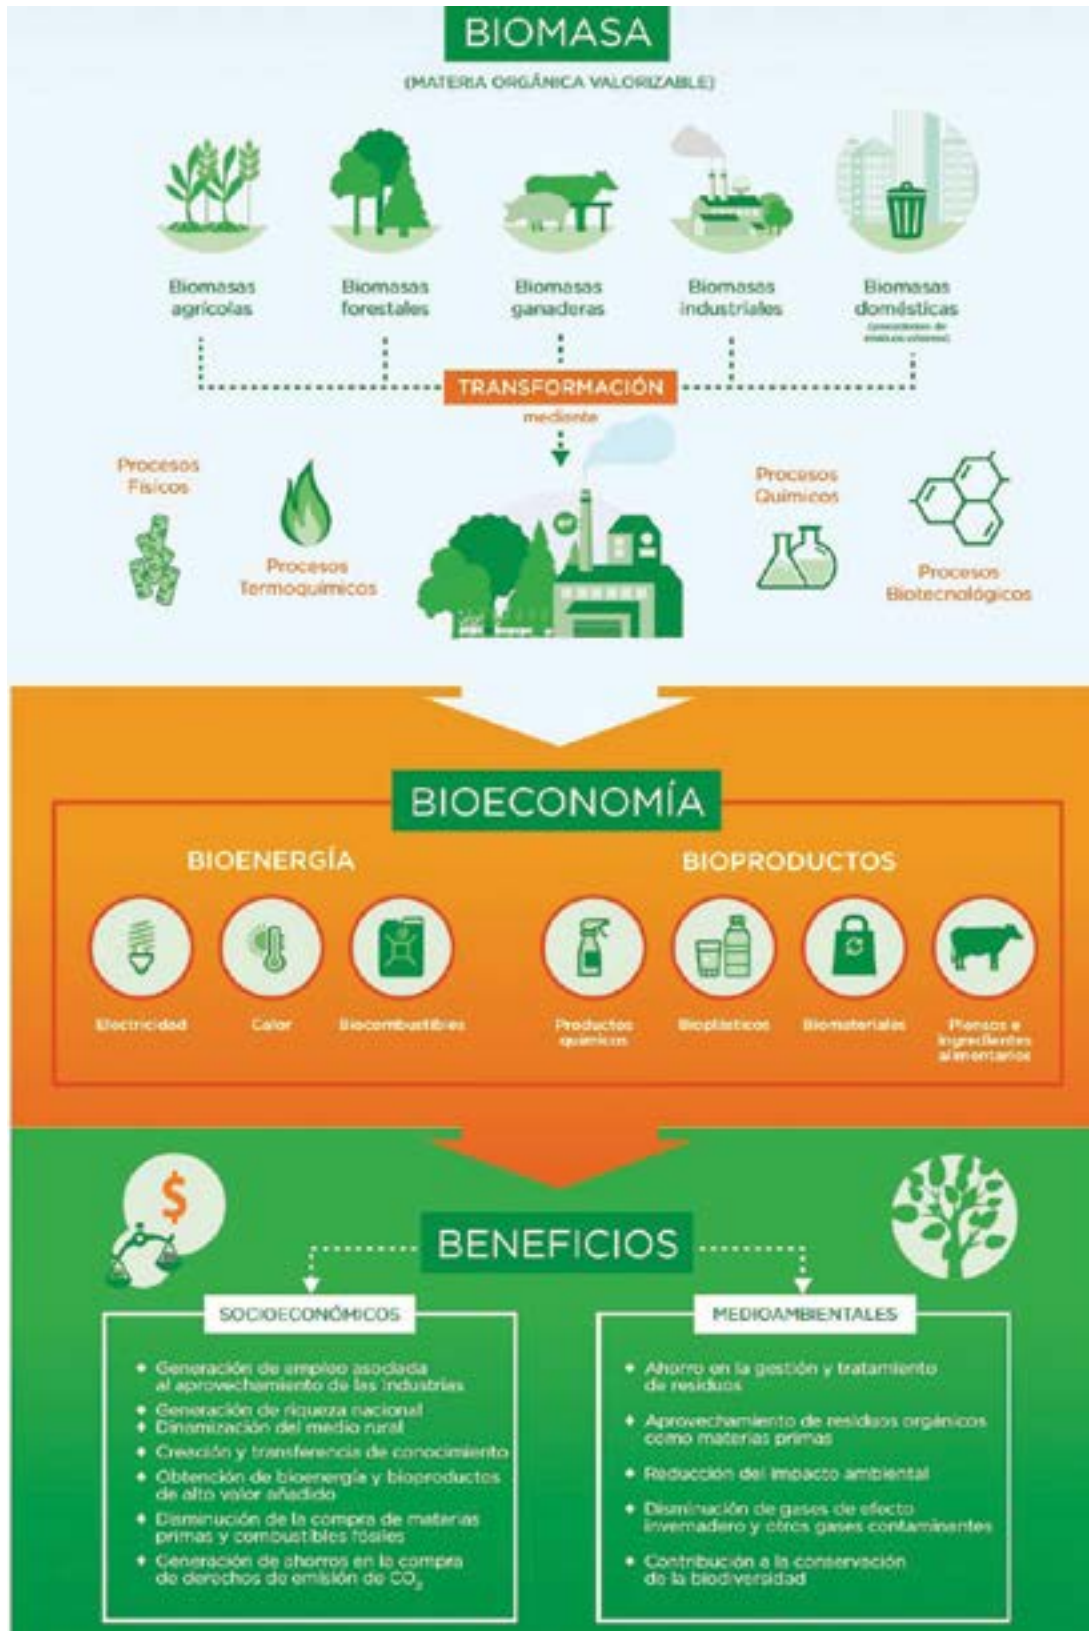 BIOMASA
(MATERIA ORGÁNICA VALORIZABLE)
Biomasas
agrícolas
Biomasas
forestales
Biomasas
ganaderas
Biomasas
industriales
Biomasas
domésticas
(procedentes de
residuos urbanos)
TRANSFORMACIÓN
mediante
Procesos
Físicos
Procesos
Termoquímicos
Procesos
Químicos
Procesos
Biotecnológicos
BIOECONOMÍA
BIOENERGÍA
BIOPRODUCTOS
Electricidad
Calor
Biocombustibles
Productos
químicos
Bioplásticos
Biomateriales
Piensos e
ingredientes
alimentarios
$
BENEFICIOS
SOCIOECONÓMICOS
Generación de empleo asociada
al aprovechamiento de las industrias
Generación de riqueza nacional
Dinamización del medio rural
Creación y transferencia de conocimiento
Obtención de bioenergía y bioproductos
de alto valor añadido
Disminución de la compra de materias
primas y combustibles fósiles
Generación de ahorros en la compra
de derechos de emisión de CO₂
MEDIOAMBIENTALES
Ahorro en la gestión y tratamiento
de residuos
Aprovechamiento de residuos orgánicos
como materias primas
Reducción del impacto ambiental
Disminución de gases de efecto
invernadero y otros gases contaminantes
Contribución a la conservación
de la biodiversidad